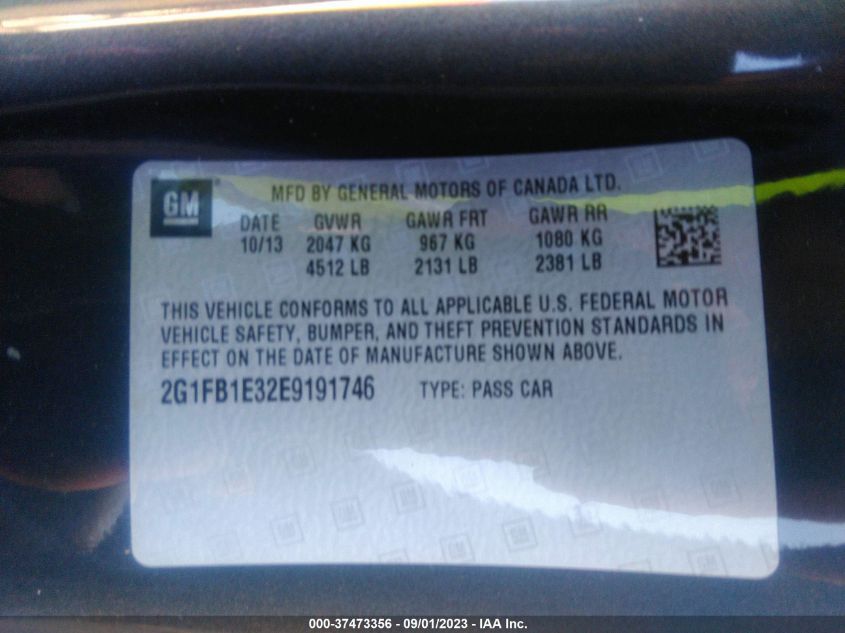 GM
MFD BY GENERAL MOTORS OF CANADA LTD.
DATE GVWR GAWR FRT GAWR RR
10/13 2047 KG 967 KG 1080 KG
4512 LB 2131 LB 2381 LB
THIS VEHICLE CONFORMS TO ALL APPLICABLE U.S. FEDERAL MOTOR
VEHICLE SAFETY, BUMPER, AND THEFT PREVENTION STANDARDS IN
EFFECT ON THE DATE OF MANUFACTURE SHOWN ABOVE.
2G1FB1E32E9191746 TYPE: PASS CAR
000-37473356 - 09/01/2023 - IAA Inc.